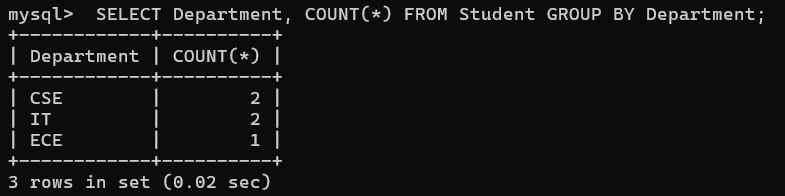 mysql>  SELECT Department, COUNT(*) FROM Student GROUP BY Department;
+------------+----------+
| Department | COUNT(*) |
+------------+----------+
| CSE        |        2 |
| IT         |        2 |
| ECE        |        1 |
+------------+----------+
3 rows in set (0.02 sec)